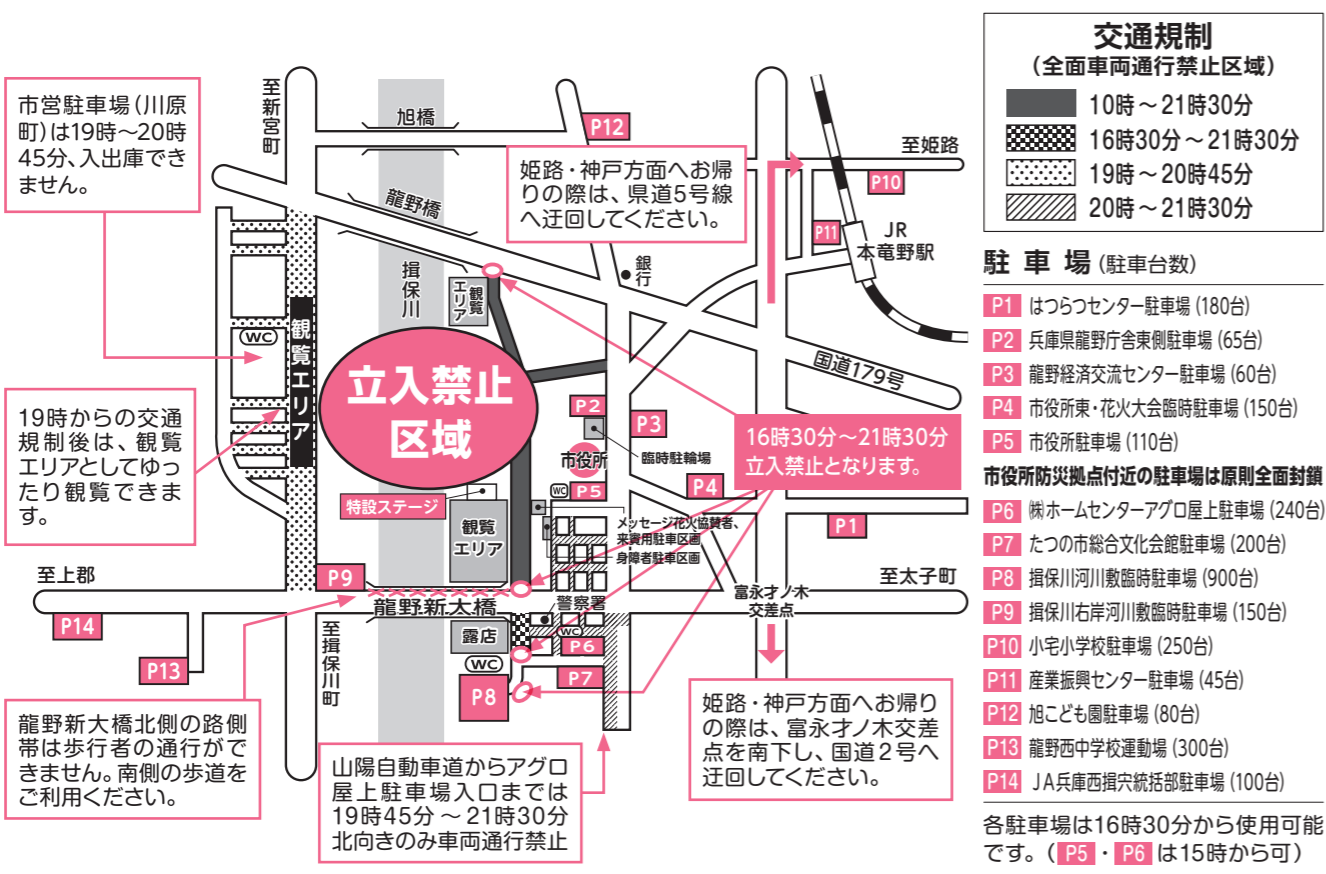 市営駐車場(川原
町)は19時〜20時
45分、入出庫でき
ません。
19時からの交通
規制後は、観覧
エリアとしてゆっ
たり観覧できま
す。
龍野新大橋北側の路側
帯は歩行者の通行がで
きません。南側の歩道を
ご利用ください。
山陽自動車道からアグロ
屋上駐車場入口までは
19時45分〜21時30分
北向きのみ車両通行禁止
姫路・神戸方面へお帰
りの際は、県道5号線
へ迂回してください。
姫路・神戸方面へお帰り
の際は、富永才ノ木交差
点を南下し、国道2号へ
迂回してください。
16時30分〜21時30分
立入禁止となります。
至新宮町
旭橋
P12
至姫路
P10
龍野橋
P11
JR
本竜野駅
揖保川
観覧
エリア
銀行
WC
観覧エリア
立入禁止
区域
国道179号
P2
P3
臨時駐輪場
市役所
WC
P5
P4
P1
特設ステージ
観覧
エリア
メッセージ花火協賛者、
来賓用駐車区画
身障者駐車区画
至上郡
P9
龍野新大橋
警察署
富永才ノ木
交差点
至太子町
P14
P13
至揖保川町
露店
WC
WC
P6
P7
P8
交通規制
(全面車両通行禁止区域)
10時〜21時30分
16時30分〜21時30分
19時〜20時45分
20時〜21時30分
駐車場(駐車台数)
P1 はつらつセンター駐車場(180台)
P2 兵庫県龍野庁舎東側駐車場(65台)
P3 龍野経済交流センター駐車場(60台)
P4 市役所東・花火大会臨時駐車場(150台)
P5 市役所駐車場(110台)
市役所防災拠点付近の駐車場は原則全面封鎖
P6 ㈱ホームセンターアグロ屋上駐車場(240台)
P7 たつの市総合文化会館駐車場(200台)
P8 揖保川河川敷臨時駐車場(900台)
P9 揖保川右岸河川敷臨時駐車場(150台)
P10 小宅小学校駐車場(250台)
P11 産業振興センター駐車場(45台)
P12 旭こども園駐車場(80台)
P13 龍野西中学校運動場(300台)
P14 JA兵庫西揖宍統括部駐車場(100台)
各駐車場は16時30分から使用可能
です。(P5・P6は15時から可)